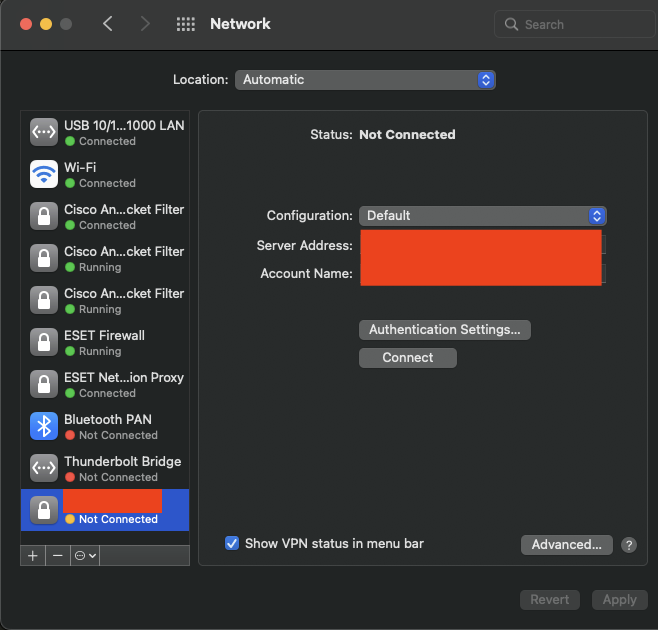 Network
Search
Location: Automatic
USB 10/1...1000 LAN
Connected
Wi-Fi
Connected
Cisco An...cket Filter
Connected
Cisco An...cket Filter
Running
Cisco An...cket Filter
Running
ESET Firewall
Running
ESET Net...ion Proxy
Connected
Bluetooth PAN
Not Connected
Thunderbolt Bridge
Not Connected
Not Connected
Status: Not Connected
Configuration: Default
Server Address:
Account Name:
Authentication Settings...
Connect
Show VPN status in menu bar
Advanced...
?
Revert
Apply